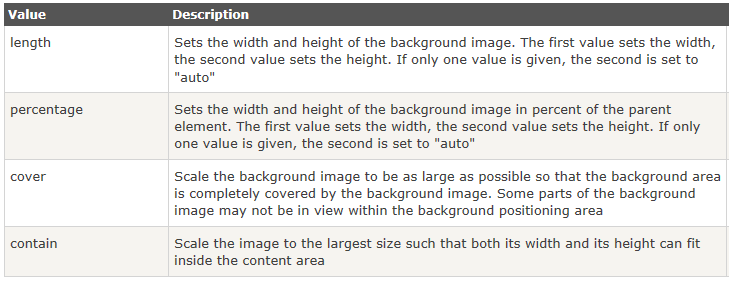 Value Description
length Sets the width and height of the background image. The first value sets the width,
the second value sets the height. If only one value is given, the second is set to
"auto"
percentage Sets the width and height of the background image in percent of the parent
element. The first value sets the width, the second value sets the height. If only
one value is given, the second is set to "auto"
cover Scale the background image to be as large as possible so that the background area
is completely covered by the background image. Some parts of the background
image may not be in view within the background positioning area
contain Scale the image to the largest size such that both its width and its height can fit
inside the content area